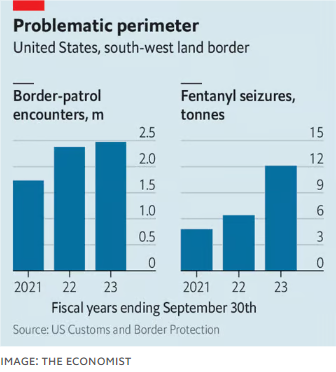 Problematic perimeter
United States, south-west land border
Border-patrol
encounters, m
2.5
2.0
1.5
1.0
0.5
0
2021 22 23
Fentanyl seizures,
tonnes
15
12
9
6
3
0
2021 22 23
Fiscal years ending September 30th
Source: US Customs and Border Protection
IMAGE: THE ECONOMIST